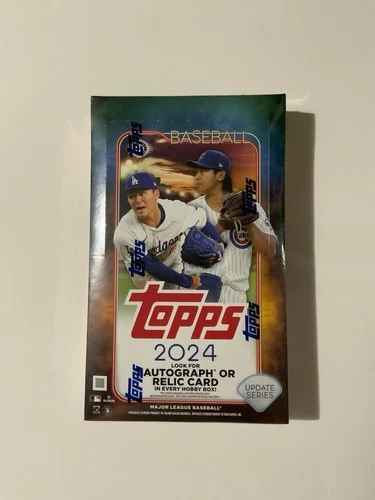 BASEBALL
TOPPS
TOPPS
Dodgers
TOPPS
TOPPS
TOPPS
2024
TOPPS
LOOK FOR
AUTOGRAPH* OR
RELIC CARD
IN EVERY HOBBY BOX!
UPDATE
SERIES
MAJOR LEAGUE BASEBALL